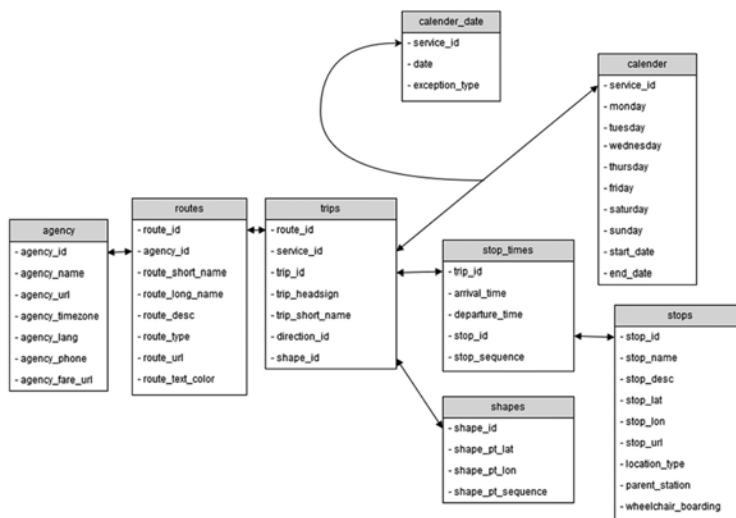 calender_date
- service_id
- date
- exception_type
calender
- service_id
- monday
- tuesday
- wednesday
- thursday
- friday
- saturday
- sunday
- start_date
- end_date
agency
- agency_id
- agency_name
- agency_url
- agency_timezone
- agency_lang
- agency_phone
- agency_fare_url
routes
- route_id
- agency_id
- route_short_name
- route_long_name
- route_desc
- route_type
- route_url
- route_text_color
trips
- route_id
- service_id
- trip_id
- trip_headsign
- trip_short_name
- direction_id
- shape_id
stop_times
- trip_id
- arrival_time
- departure_time
- stop_id
- stop_sequence
shapes
- shape_id
- shape_pt_lat
- shape_pt_lon
- shape_pt_sequence
stops
- stop_id
- stop_name
- stop_desc
- stop_lat
- stop_lon
- stop_url
- location_type
- parent_station
- wheelchair_boarding